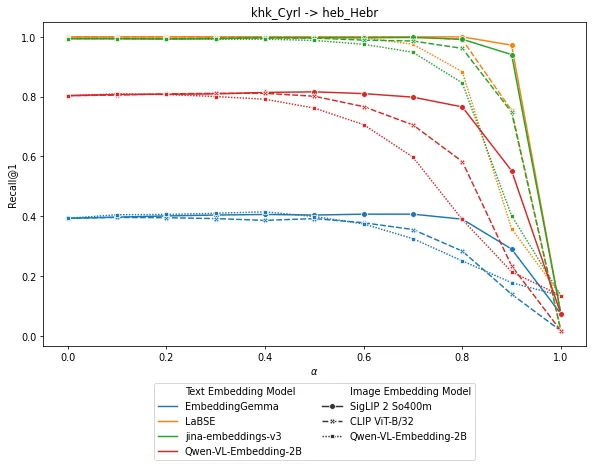 khk_Cyrl -> heb_Hebr
1.0
0.8
0.6
0.4
0.2
0.0
Recall@1
0.0 0.2 0.4 0.6 0.8 1.0
α
Text Embedding Model
EmbeddingGemma
LaBSE
jina-embeddings-v3
Qwen-VL-Embedding-2B
Image Embedding Model
SigLIP 2 So400m
CLIP ViT-B/32
Qwen-VL-Embedding-2B